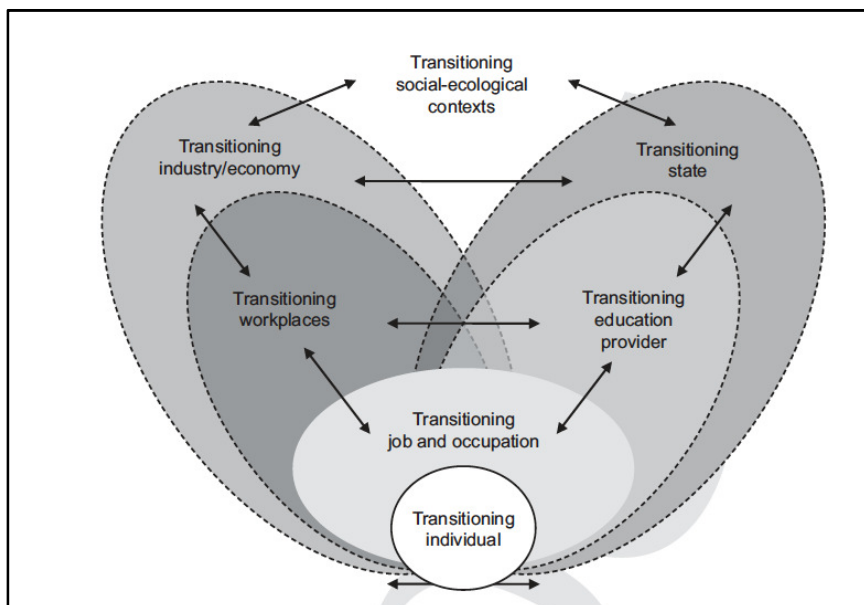 Transitioning
social-ecological
contexts
Transitioning
industry/economy
Transitioning
state
Transitioning
workplaces
Transitioning
education
provider
Transitioning
job and occupation
Transitioning
individual